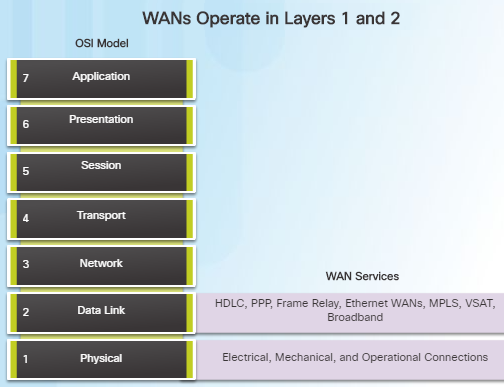 WANs Operate in Layers 1 and 2
OSI Model
7 Application
6 Presentation
5 Session
4 Transport
3 Network
WAN Services
2 Data Link
HDLC, PPP, Frame Relay, Ethernet WANs, MPLS, VSAT,
Broadband
1 Physical
Electrical, Mechanical, and Operational Connections